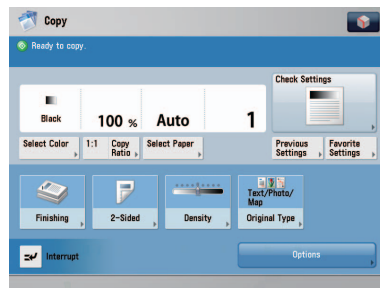 Copy
Ready to copy.
Check Settings
Black
100 %
Auto
1
Select Color
1:1 Copy Ratio
Select Paper
Previous Settings
Favorite Settings
Finishing
2-Sided
Density
Text/Photo/
Map
Original Type
Interrupt
Options